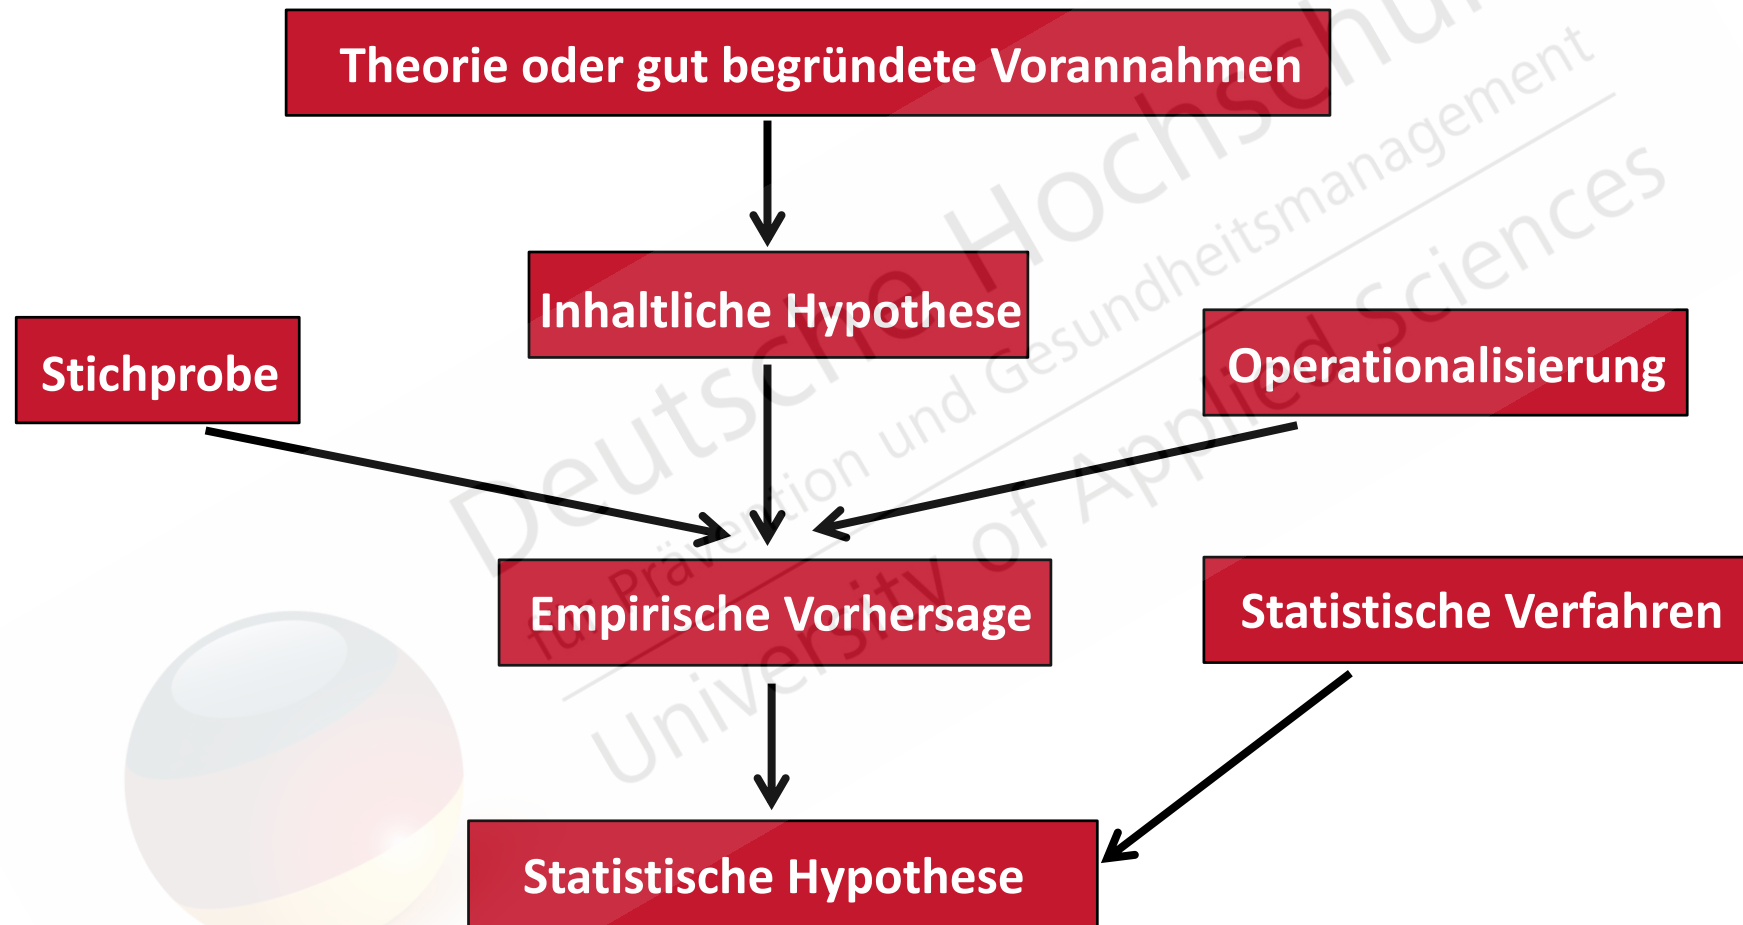 Theorie oder gut begründete Vorannahmen
Inhaltliche Hypothese
Stichprobe
Operationalisierung
Empirische Vorhersage
Statistische Verfahren
Statistische Hypothese
Deutsche Hochschul
für Prävention und Gesundheitsmanagement
University of Applied Sciences